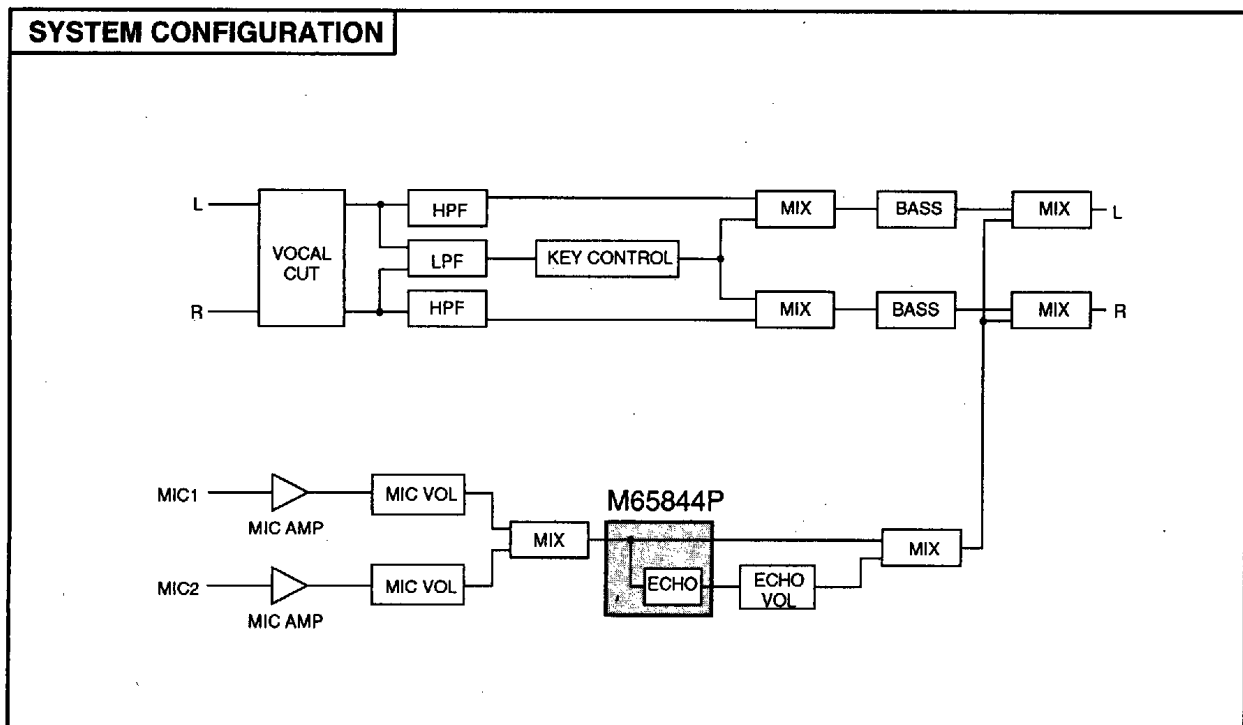 SYSTEM CONFIGURATION
L
VOCAL
CUT
HPF
MIX
BASS
MIX
L
LPF
KEY CONTROL
R
HPF
MIX
BASS
MIX
R
MIC1
MIC AMP
MIC VOL
M65844P
MIX
MIX
MIC2
MIC AMP
MIC VOL
ECHO
ECHO
VOL